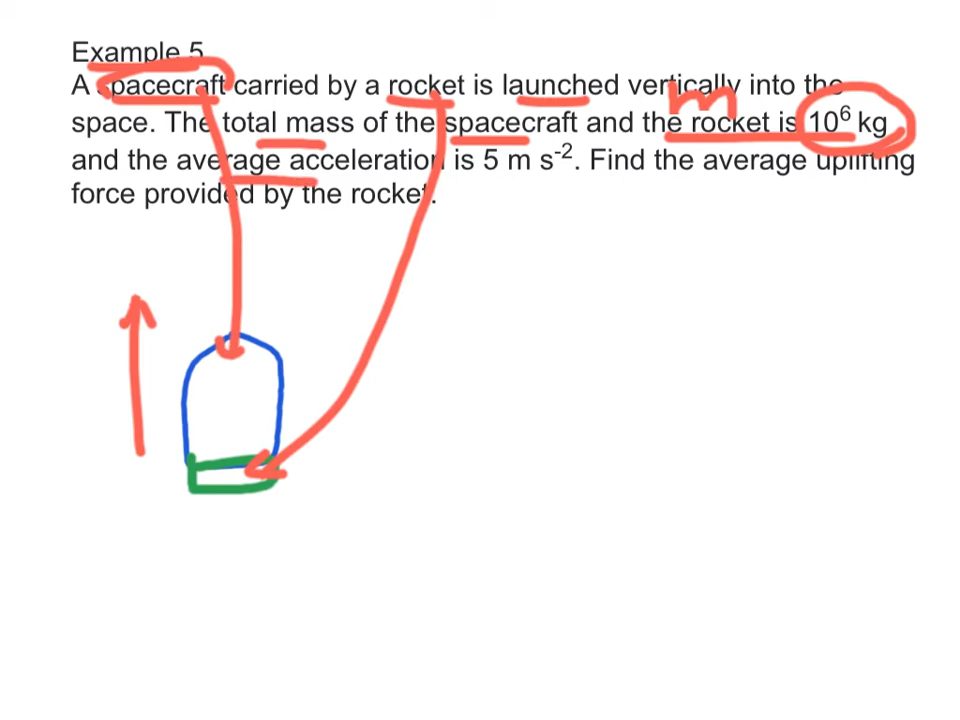 Example 5
A spacecraft carried by a rocket is launched vertically into the
m
space. The total mass of the spacecraft and the rocket is 10⁶ kg
and the average acceleration is 5 m s⁻². Find the average uplifting
force provided by the rocket.